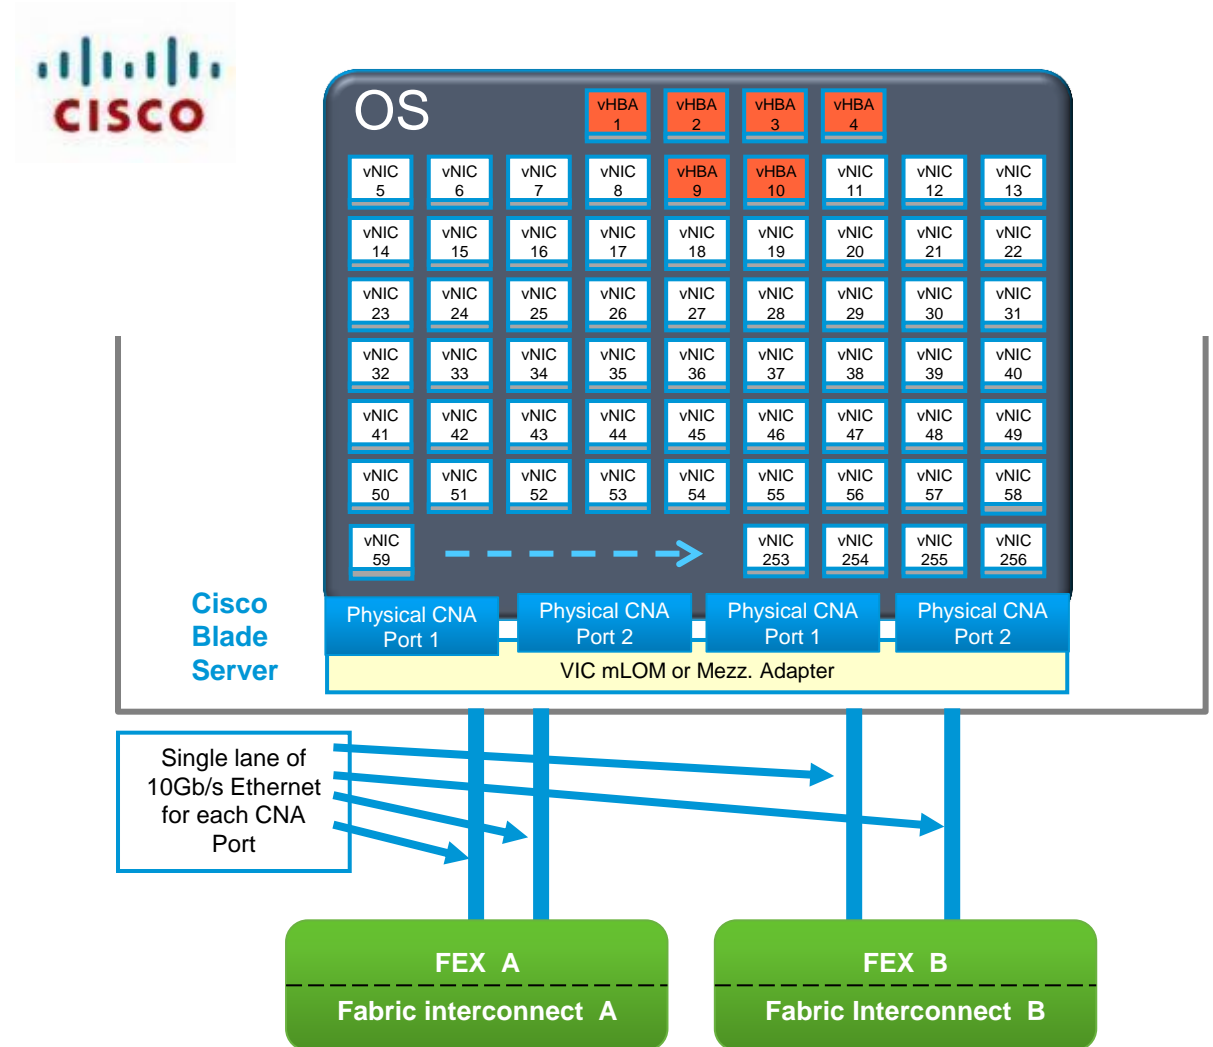 CISCO
OS
vHBA
1
vHBA
2
vHBA
3
vHBA
4
vNIC
5
vNIC
6
vNIC
7
vNIC
8
vHBA
9
vHBA
10
vNIC
11
vNIC
12
vNIC
13
vNIC
14
vNIC
15
vNIC
16
vNIC
17
vNIC
18
vNIC
19
vNIC
20
vNIC
21
vNIC
22
vNIC
23
vNIC
24
vNIC
25
vNIC
26
vNIC
27
vNIC
28
vNIC
29
vNIC
30
vNIC
31
vNIC
32
vNIC
33
vNIC
34
vNIC
35
vNIC
36
vNIC
37
vNIC
38
vNIC
39
vNIC
40
vNIC
41
vNIC
42
vNIC
43
vNIC
44
vNIC
45
vNIC
46
vNIC
47
vNIC
48
vNIC
49
vNIC
50
vNIC
51
vNIC
52
vNIC
53
vNIC
54
vNIC
55
vNIC
56
vNIC
57
vNIC
58
vNIC
59
vNIC
253
vNIC
254
vNIC
255
vNIC
256
Cisco
Blade
Server
Physical CNA
Port 1
Physical CNA
Port 2
Physical CNA
Port 1
Physical CNA
Port 2
VIC mLOM or Mezz. Adapter
Single lane of
10Gb/s Ethernet
for each CNA
Port
FEX A
Fabric interconnect A
FEX B
Fabric Interconnect B